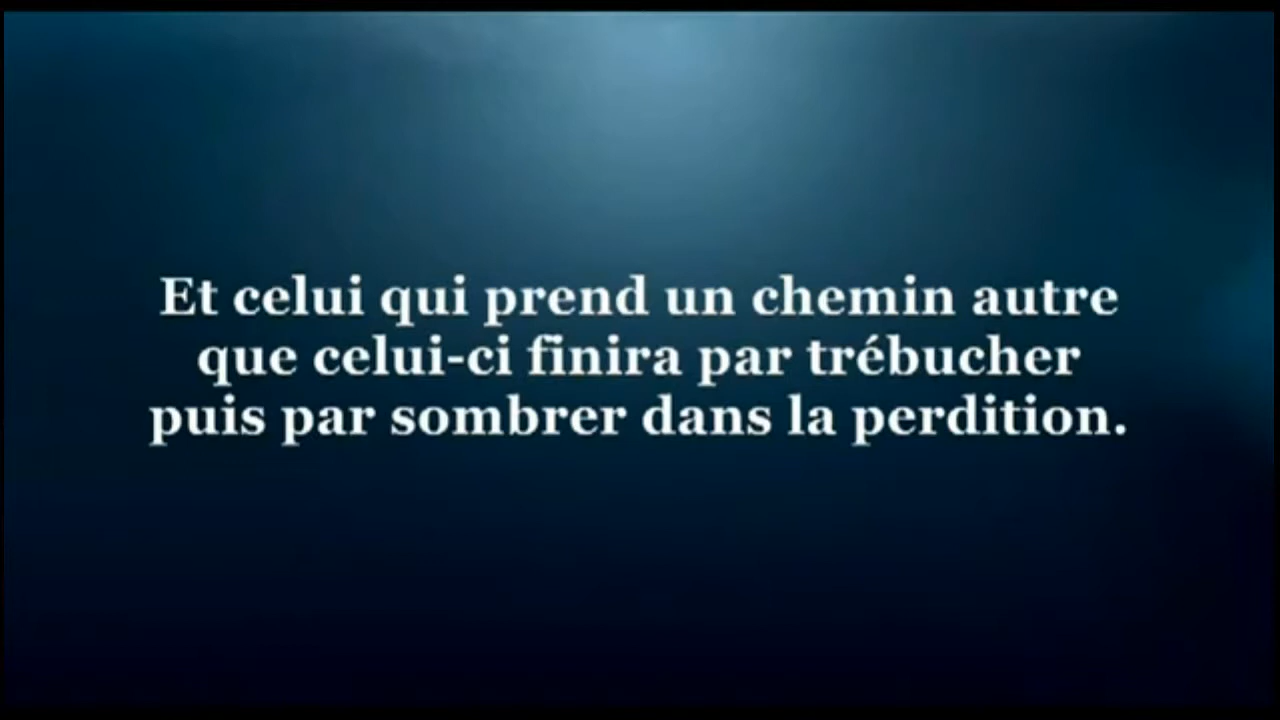 Et celui qui prend un chemin autre
que celui-ci finira par trébucher
puis par sombrer dans la perdition.